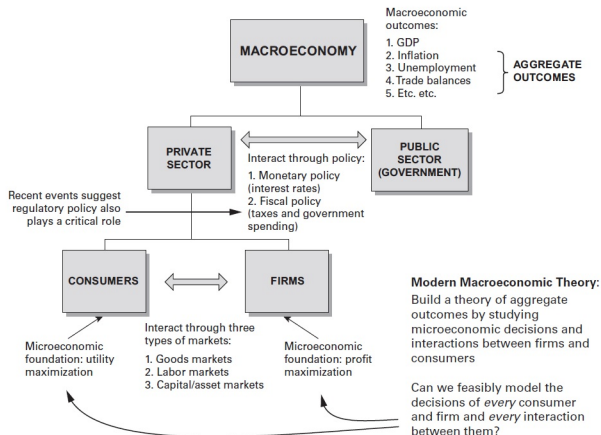 Macroeconomic
outcomes:
1. GDP
2. Inflation
3. Unemployment
4. Trade balances
5. Etc. etc.
AGGREGATE
OUTCOMES
MACROECONOMY
PRIVATE
SECTOR
PUBLIC
SECTOR
(GOVERNMENT)
Interact through policy:
1. Monetary policy
(interest rates)
2. Fiscal policy
(taxes and government
spending)
Recent events suggest
regulatory policy also
plays a critical role
CONSUMERS
FIRMS
Interact through three
types of markets:
1. Goods markets
2. Labor markets
3. Capital/asset markets
Microeconomic
foundation: utility
maximization
Microeconomic
foundation: profit
maximization
Modern Macroeconomic Theory:
Build a theory of aggregate
outcomes by studying
microeconomic decisions and
interactions between firms and
consumers
Can we feasibly model the
decisions of every consumer
and firm and every interaction
between them?